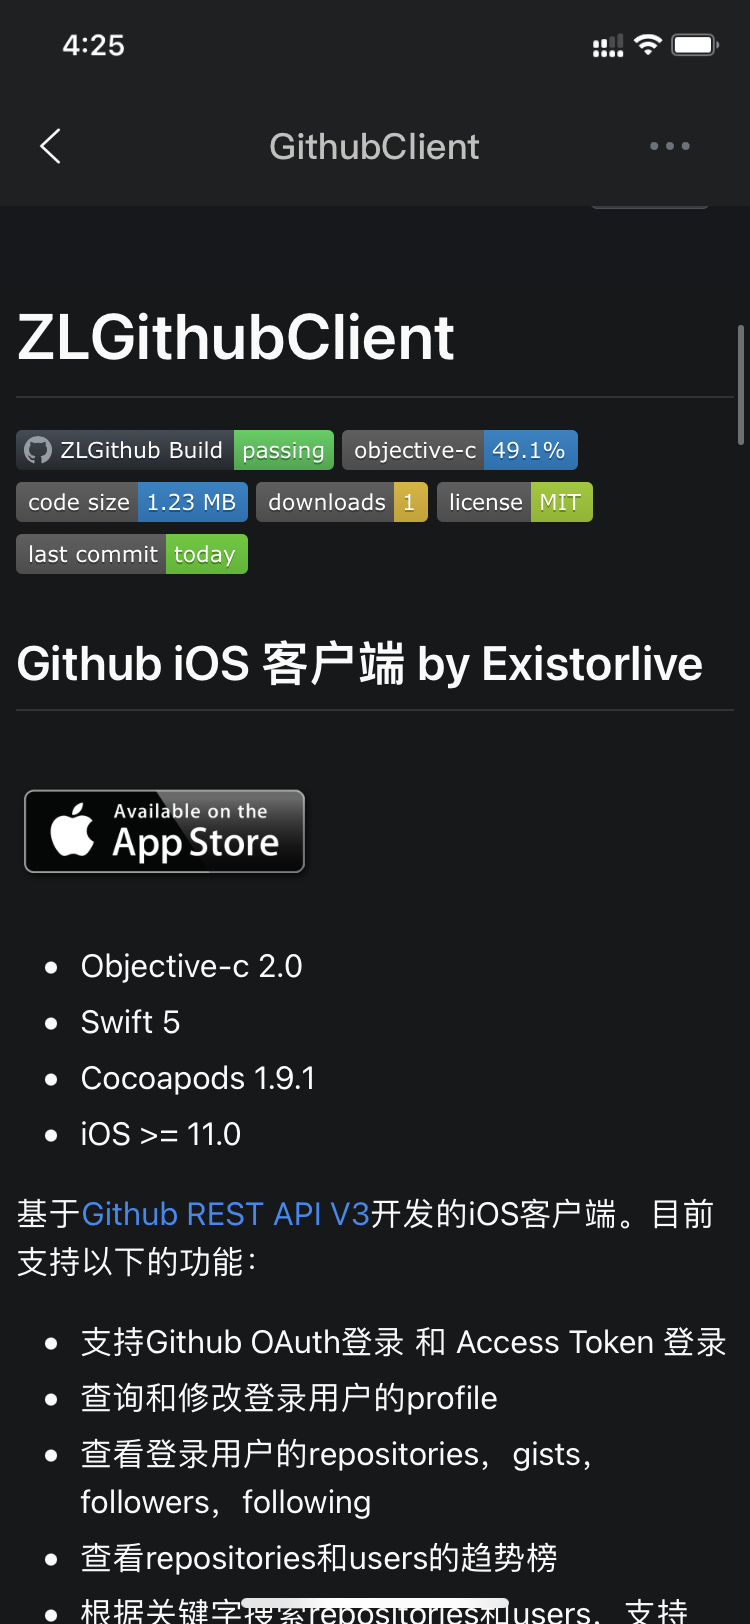 4:25
GithubClient
ZLGithubClient
ZLGithub Build passing objective-c 49.1%
code size 1.23 MB downloads 1 license MIT
last commit today
Github iOS 客户端 by Existorlive
Available on the
App Store
Objective-c 2.0
Swift 5
Cocoapods 1.9.1
iOS >= 11.0
基于Github REST API V3开发的iOS客户端。目前
支持以下的功能：
支持Github OAuth登录 和 Access Token 登录
查询和修改登录用户的profile
查看登录用户的repositories，gists，
followers，following
查看repositories和users的趋势榜
根据关键字搜索repositories和users，支持